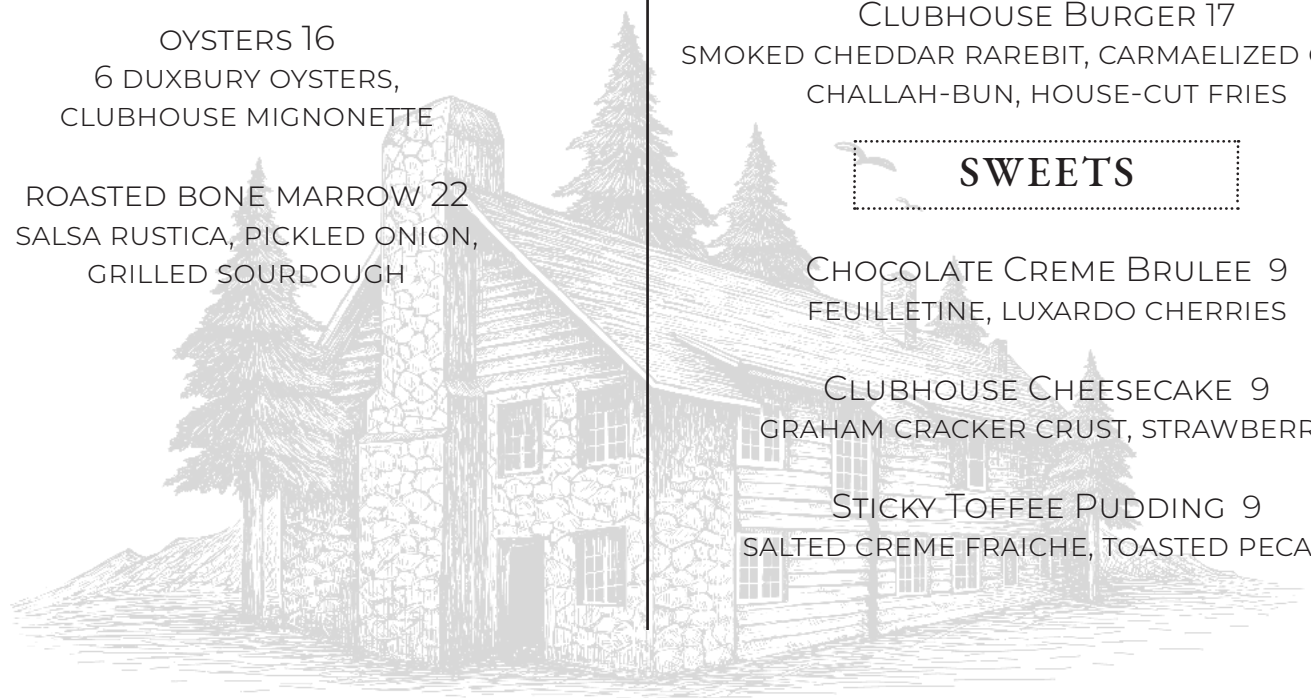 OYSTERS 16
6 DUXBURY OYSTERS,
CLUBHOUSE MIGNONETTE
ROASTED BONE MARROW 22
SALSA RUSTICA, PICKLED ONION,
GRILLED SOURDOUGH
CLUBHOUSE BURGER 17
SMOKED CHEDDAR RAREBIT, CARMAELIZED
CHALLAH-BUN, HOUSE-CUT FRIES
SWEETS
CHOCOLATE CREME BRULEE 9
FEUILLETINE, LUXARDO CHERRIES
CLUBHOUSE CHEESECAKE 9
GRAHAM CRACKER CRUST, STRAWBERR
STICKY TOFFEE PUDDING 9
SALTED CREME FRAICHE, TOASTED PECA